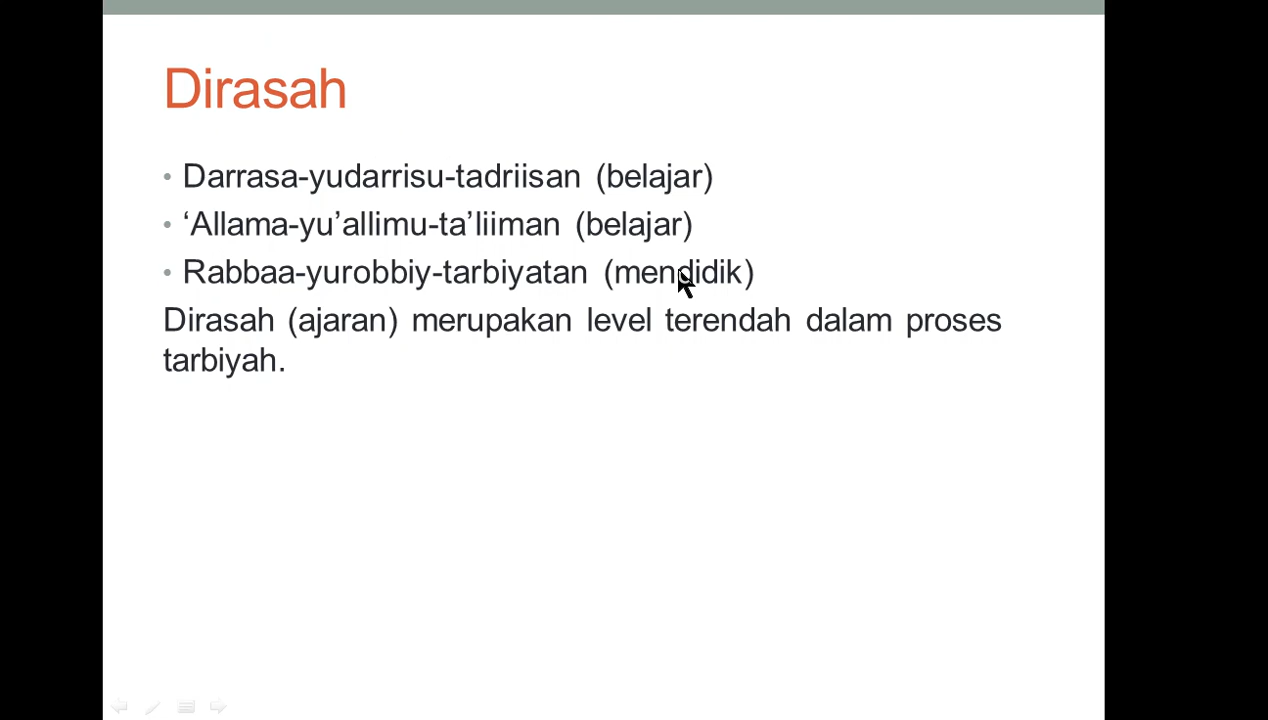 Dirasah
• Darrasa-yudarrisu-tadriisan (belajar)
• ‘Allama-yu’allimu-ta’liiman (belajar)
• Rabbaa-yurobbiy-tarbiyatan (mendidik)
Dirasah (ajaran) merupakan level terendah dalam proses
tarbiyah.